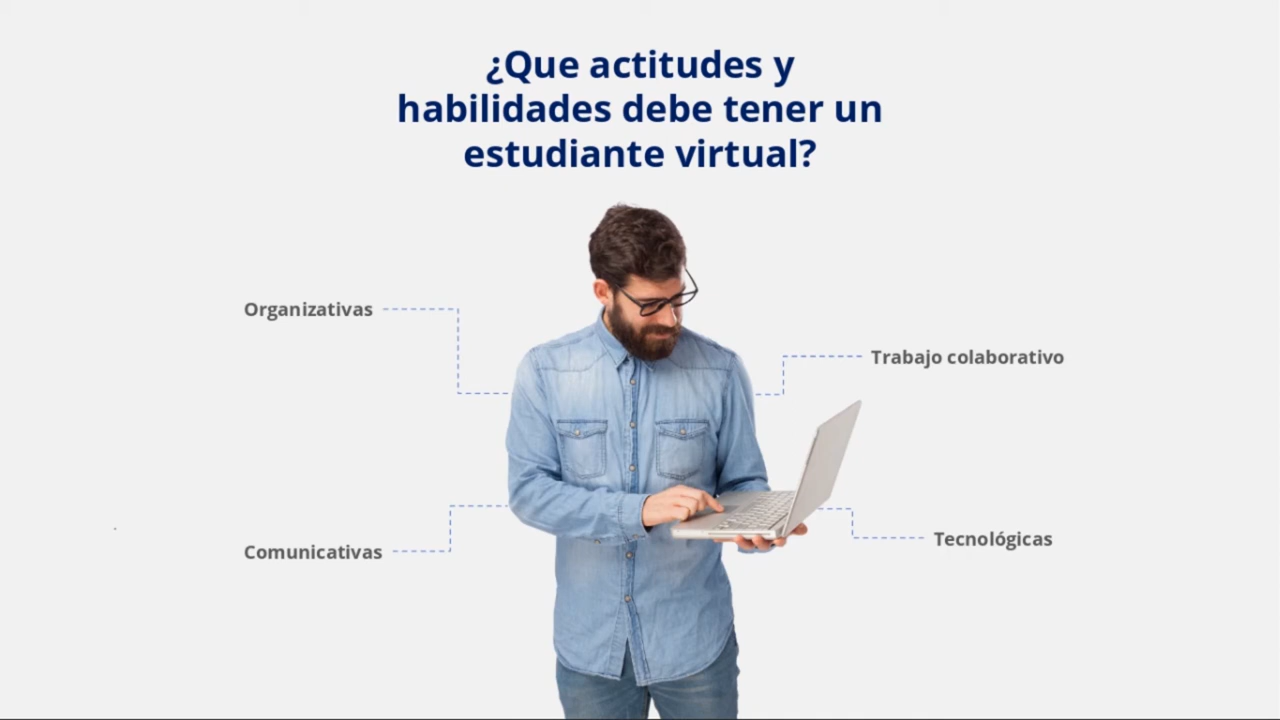 ¿Que actitudes y
habilidades debe tener un
estudiante virtual?
Organizativas
Trabajo colaborativo
Comunicativas
Tecnológicas